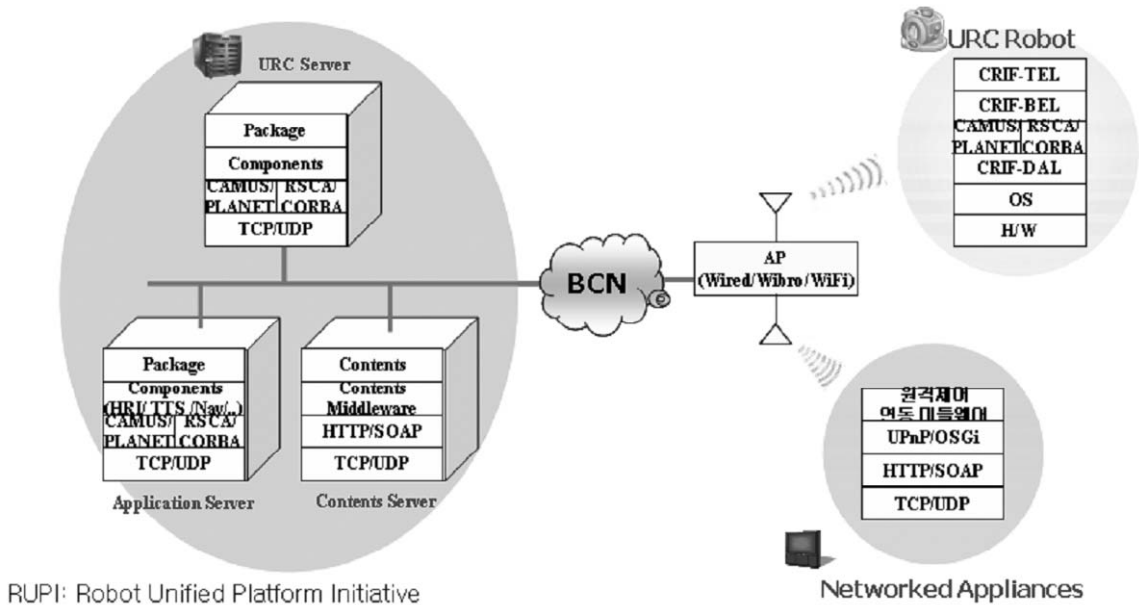 URC Server
Package
Components
CAMUS/ RSCA/
PLANET CORBA
TCP/UDP
URC Robot
CRIF-TEL
CRIF-BEL
CAMUS/ RSCA/
PLANET CORBA
CRIF-DAL
OS
H/W
BCN
AP
(Wired/Wibro/WiFi)
Package
Components
(HRI/TTS/Nav/..)
CAMUS/ RSCA/
PLANET CORBA
TCP/UDP
Application Server
Contents
Contents
Middleware
HTTP/SOAP
TCP/UDP
Contents Server
원격제어
연동 미들웨어
UPnP/OSGi
HTTP/SOAP
TCP/UDP
Networked Appliances
RUPI: Robot Unified Platform Initiative